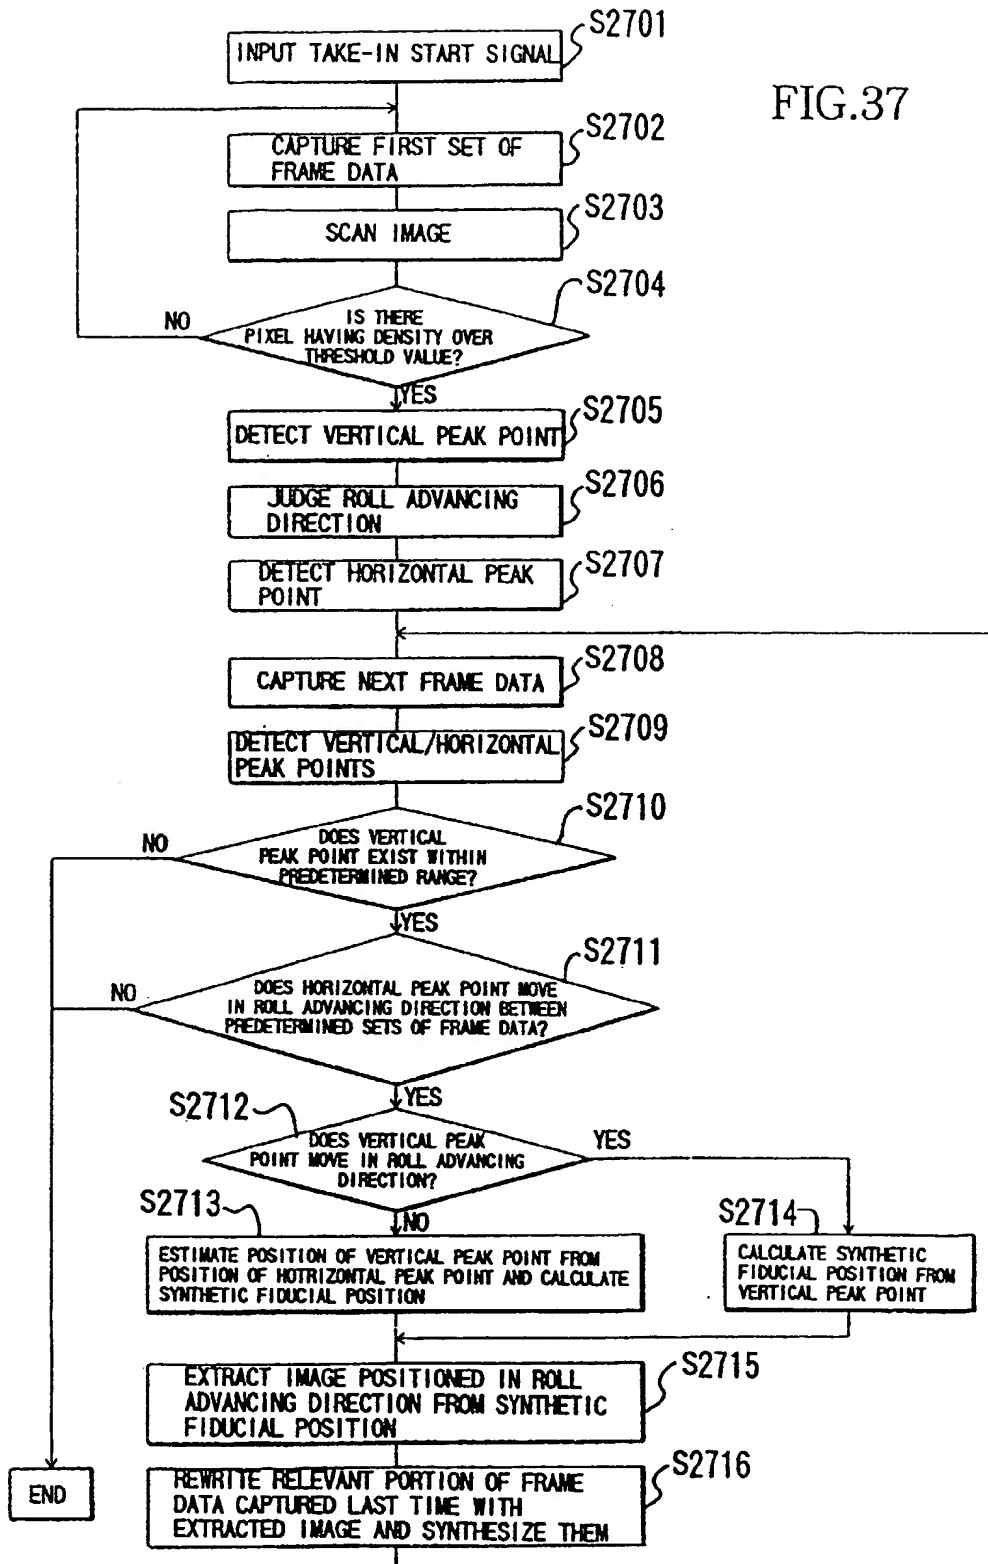 S2701
INPUT TAKE-IN START SIGNAL
FIG.37
S2702
CAPTURE FIRST SET OF
FRAME DATA
S2703
SCAN IMAGE
S2704
NO
IS THERE
PIXEL HAVING DENSITY OVER
THRESHOLD VALUE?
YES
S2705
DETECT VERTICAL PEAK POINT
S2706
JUDGE ROLL ADVANCING
DIRECTION
S2707
DETECT HORIZONTAL PEAK
POINT
S2708
CAPTURE NEXT FRAME DATA
S2709
DETECT VERTICAL/HORIZONTAL
PEAK POINTS
S2710
NO
DOES VERTICAL
PEAK POINT EXIST WITHIN
PREDETERMINED RANGE?
YES
S2711
NO
DOES HORIZONTAL PEAK POINT MOVE
IN ROLL ADVANCING DIRECTION BETWEEN
PREDETERMINED SETS OF FRAME DATA?
YES
S2712
DOES VERTICAL PEAK
POINT MOVE IN ROLL ADVANCING
DIRECTION?
YES
NO
S2713
ESTIMATE POSITION OF VERTICAL PEAK POINT FROM
POSITION OF HOTRIZONTAL PEAK POINT AND CALCULATE
SYNTHETIC FIDUCIAL POSITION
S2714
CALCULATE SYNTHETIC
FIDUCIAL POSITION FROM
VERTICAL PEAK POINT
S2715
EXTRACT IMAGE POSITIONED IN ROLL
ADVANCING DIRECTION FROM SYNTHETIC
FIDUCIAL POSITION
S2716
REWRITE RELEVANT PORTION OF FRAME
DATA CAPTURED LAST TIME WITH
EXTRACTED IMAGE AND SYNTHESIZE THEM
END